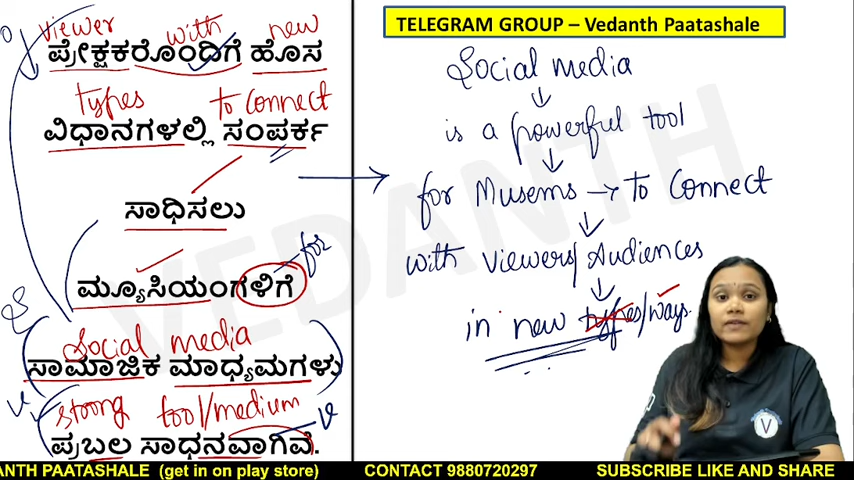 TELEGRAM GROUP – Vedanth Paatashale
viewer with new
ಪ್ರೇಕ್ಷಕರೊಂದಿಗೆ ಹೊಸ
types to connect
ವಿಧಾನಗಳಲ್ಲಿ ಸಂಪರ್ಕ
ಸಾಧಿಸಲು
for
ಮ್ಯೂಸಿಯಂಗಳಿಗೆ
S
Social media
ಸಾಮಾಜಿಕ ಮಾಧ್ಯಮಗಳು
V
strong tool/medium V
ಪ್ರಬಲ ಸಾಧನವಾಗಿವೆ.
Social media
is a powerful tool
for Musems → To Connect
with viewers/Audiences
in new types/ways.
VEDANTH
V
ANTH PAATASHALE (get in on play store) CONTACT 9880720297 SUBSCRIBE LIKE AND SHARE